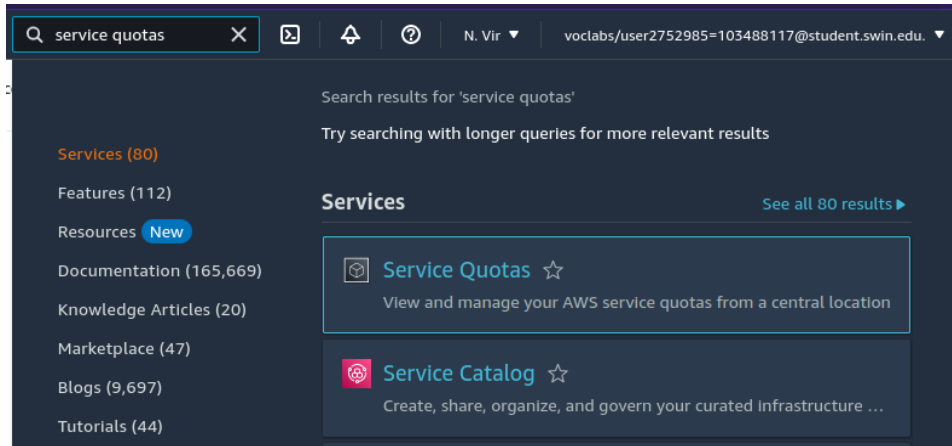 service quotas
N. Vir ▼
voclabs/user2752985=103488117@student.swin.edu. ▼
Search results for 'service quotas'
Try searching with longer queries for more relevant results
Services (80)
Features (112)
Resources New
Documentation (165,669)
Knowledge Articles (20)
Marketplace (47)
Blogs (9,697)
Tutorials (44)
Services
See all 80 results ▶
Service Quotas
View and manage your AWS service quotas from a central location
Service Catalog
Create, share, organize, and govern your curated infrastructure ...